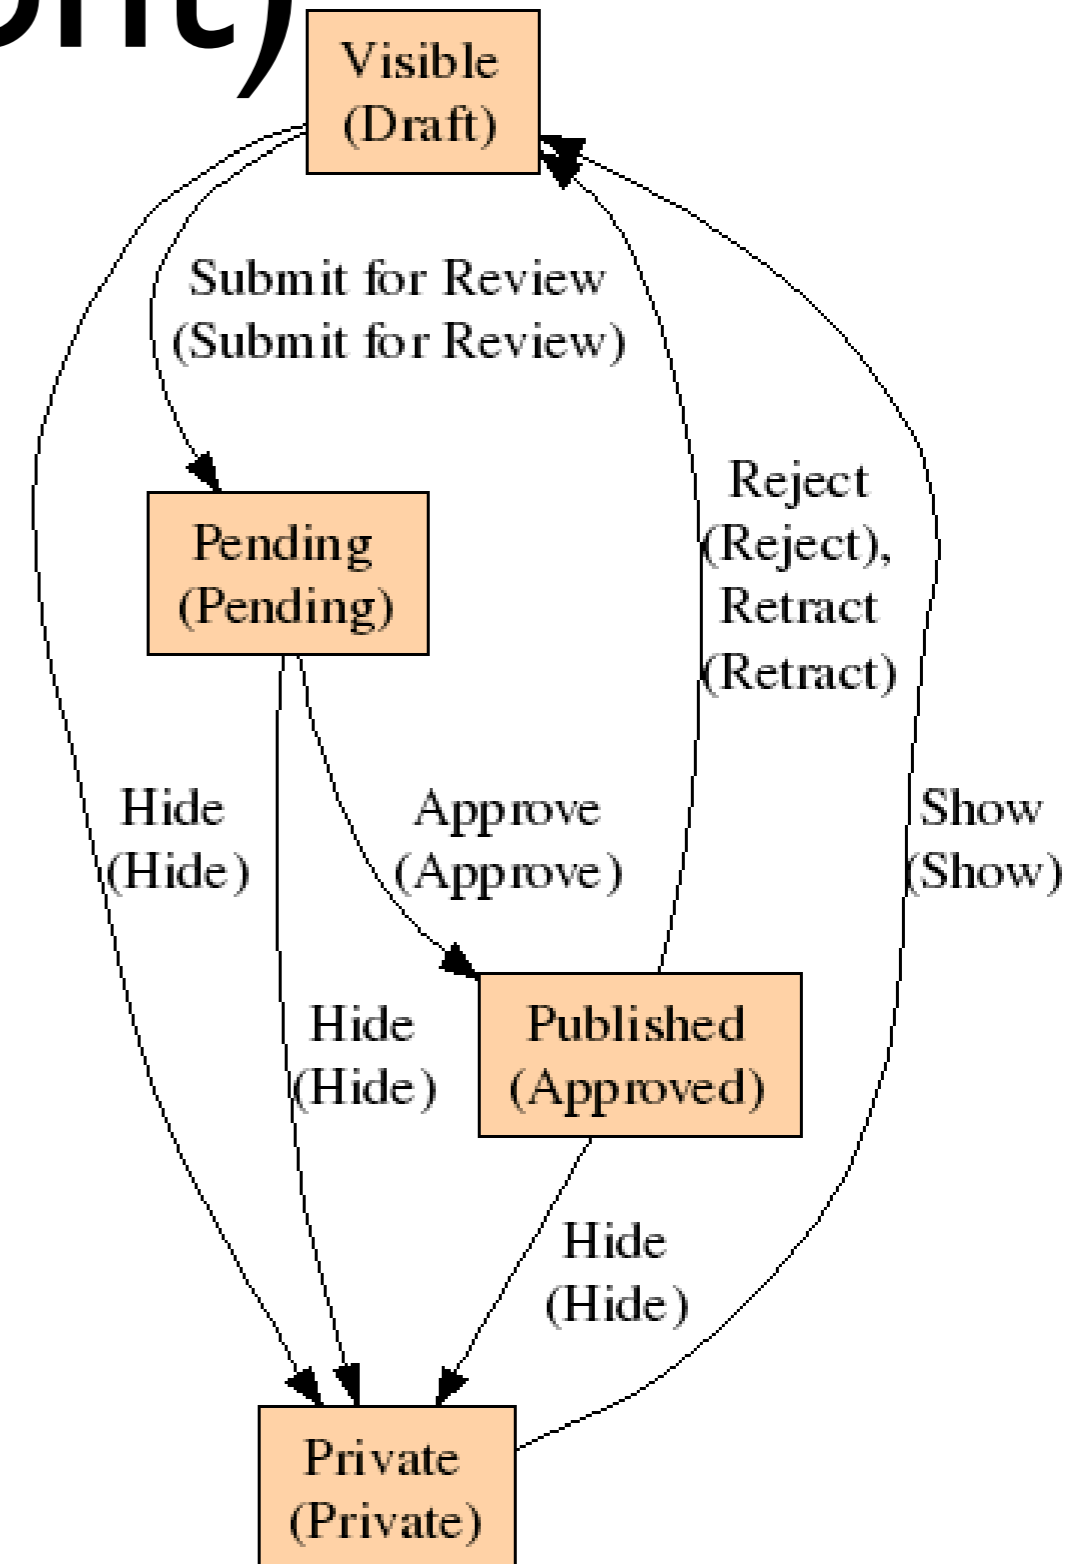 ont)
Visible
(Draft)
Submit for Review
(Submit for Review)
Pending
(Pending)
Reject
(Reject),
Retract
(Retract)
Hide
(Hide)
Approve
(Approve)
Show
(Show)
Hide
(Hide)
Published
(Approved)
Hide
(Hide)
Private
(Private)